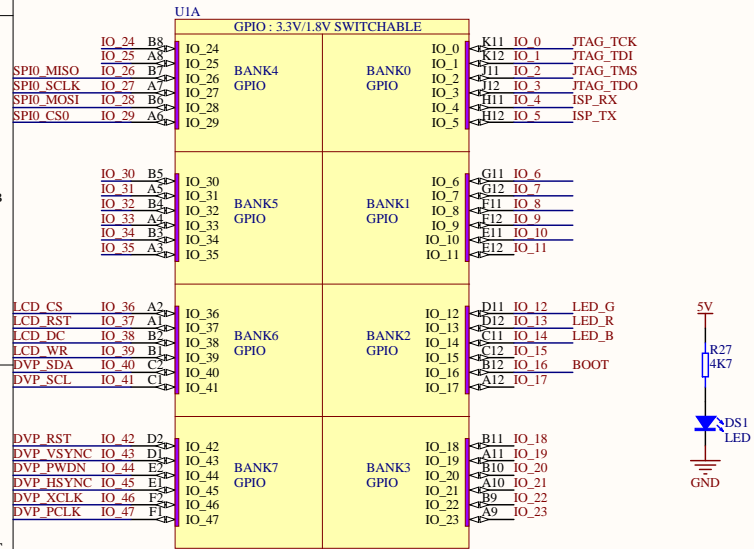 U1A
GPIO : 3.3V/1.8V SWITCHABLE
IO_24 B8 IO_24
IO_25 A8 IO_25
SPI0_MISO IO_26 B7 IO_26
SPI0_SCLK IO_27 A7 IO_27
SPI0_MOSI IO_28 B6 IO_28
SPI0_CS0 IO_29 A6 IO_29
BANK4
GPIO
BANK0
GPIO
IO_0 K11 IO_0 JTAG_TCK
IO_1 K12 IO_1 JTAG_TDI
IO_2 J11 IO_2 JTAG_TMS
IO_3 J12 IO_3 JTAG_TDO
IO_4 H11 IO_4 ISP_RX
IO_5 H12 IO_5 ISP_TX
IO_30 B5 IO_30
IO_31 A5 IO_31
IO_32 B4 IO_32
IO_33 A4 IO_33
IO_34 B3 IO_34
IO_35 A3 IO_35
BANK5
GPIO
BANK1
GPIO
IO_6 G11 IO_6
IO_7 G12 IO_7
IO_8 F11 IO_8
IO_9 F12 IO_9
IO_10 E11 IO_10
IO_11 E12 IO_11
LCD_CS IO_36 A2 IO_36
LCD_RST IO_37 A1 IO_37
LCD_DC IO_38 B2 IO_38
LCD_WR IO_39 B1 IO_39
DVP_SDA IO_40 C2 IO_40
DVP_SCL IO_41 C1 IO_41
BANK6
GPIO
BANK2
GPIO
IO_12 D11 IO_12 LED_G
IO_13 D12 IO_13 LED_R
IO_14 C11 IO_14 LED_B
IO_15 C12 IO_15
IO_16 B12 IO_16 BOOT
IO_17 A12 IO_17
DVP_RST IO_42 D2 IO_42
DVP_VSYNC IO_43 D1 IO_43
DVP_PWDN IO_44 E2 IO_44
DVP_HSYNC IO_45 E1 IO_45
DVP_XCLK IO_46 F2 IO_46
DVP_PCLK IO_47 F1 IO_47
BANK7
GPIO
BANK3
GPIO
IO_18 B11 IO_18
IO_19 A11 IO_19
IO_20 B10 IO_20
IO_21 A10 IO_21
IO_22 B9 IO_22
IO_23 A9 IO_23
5V
R27
4K7
DS1
LED
GND